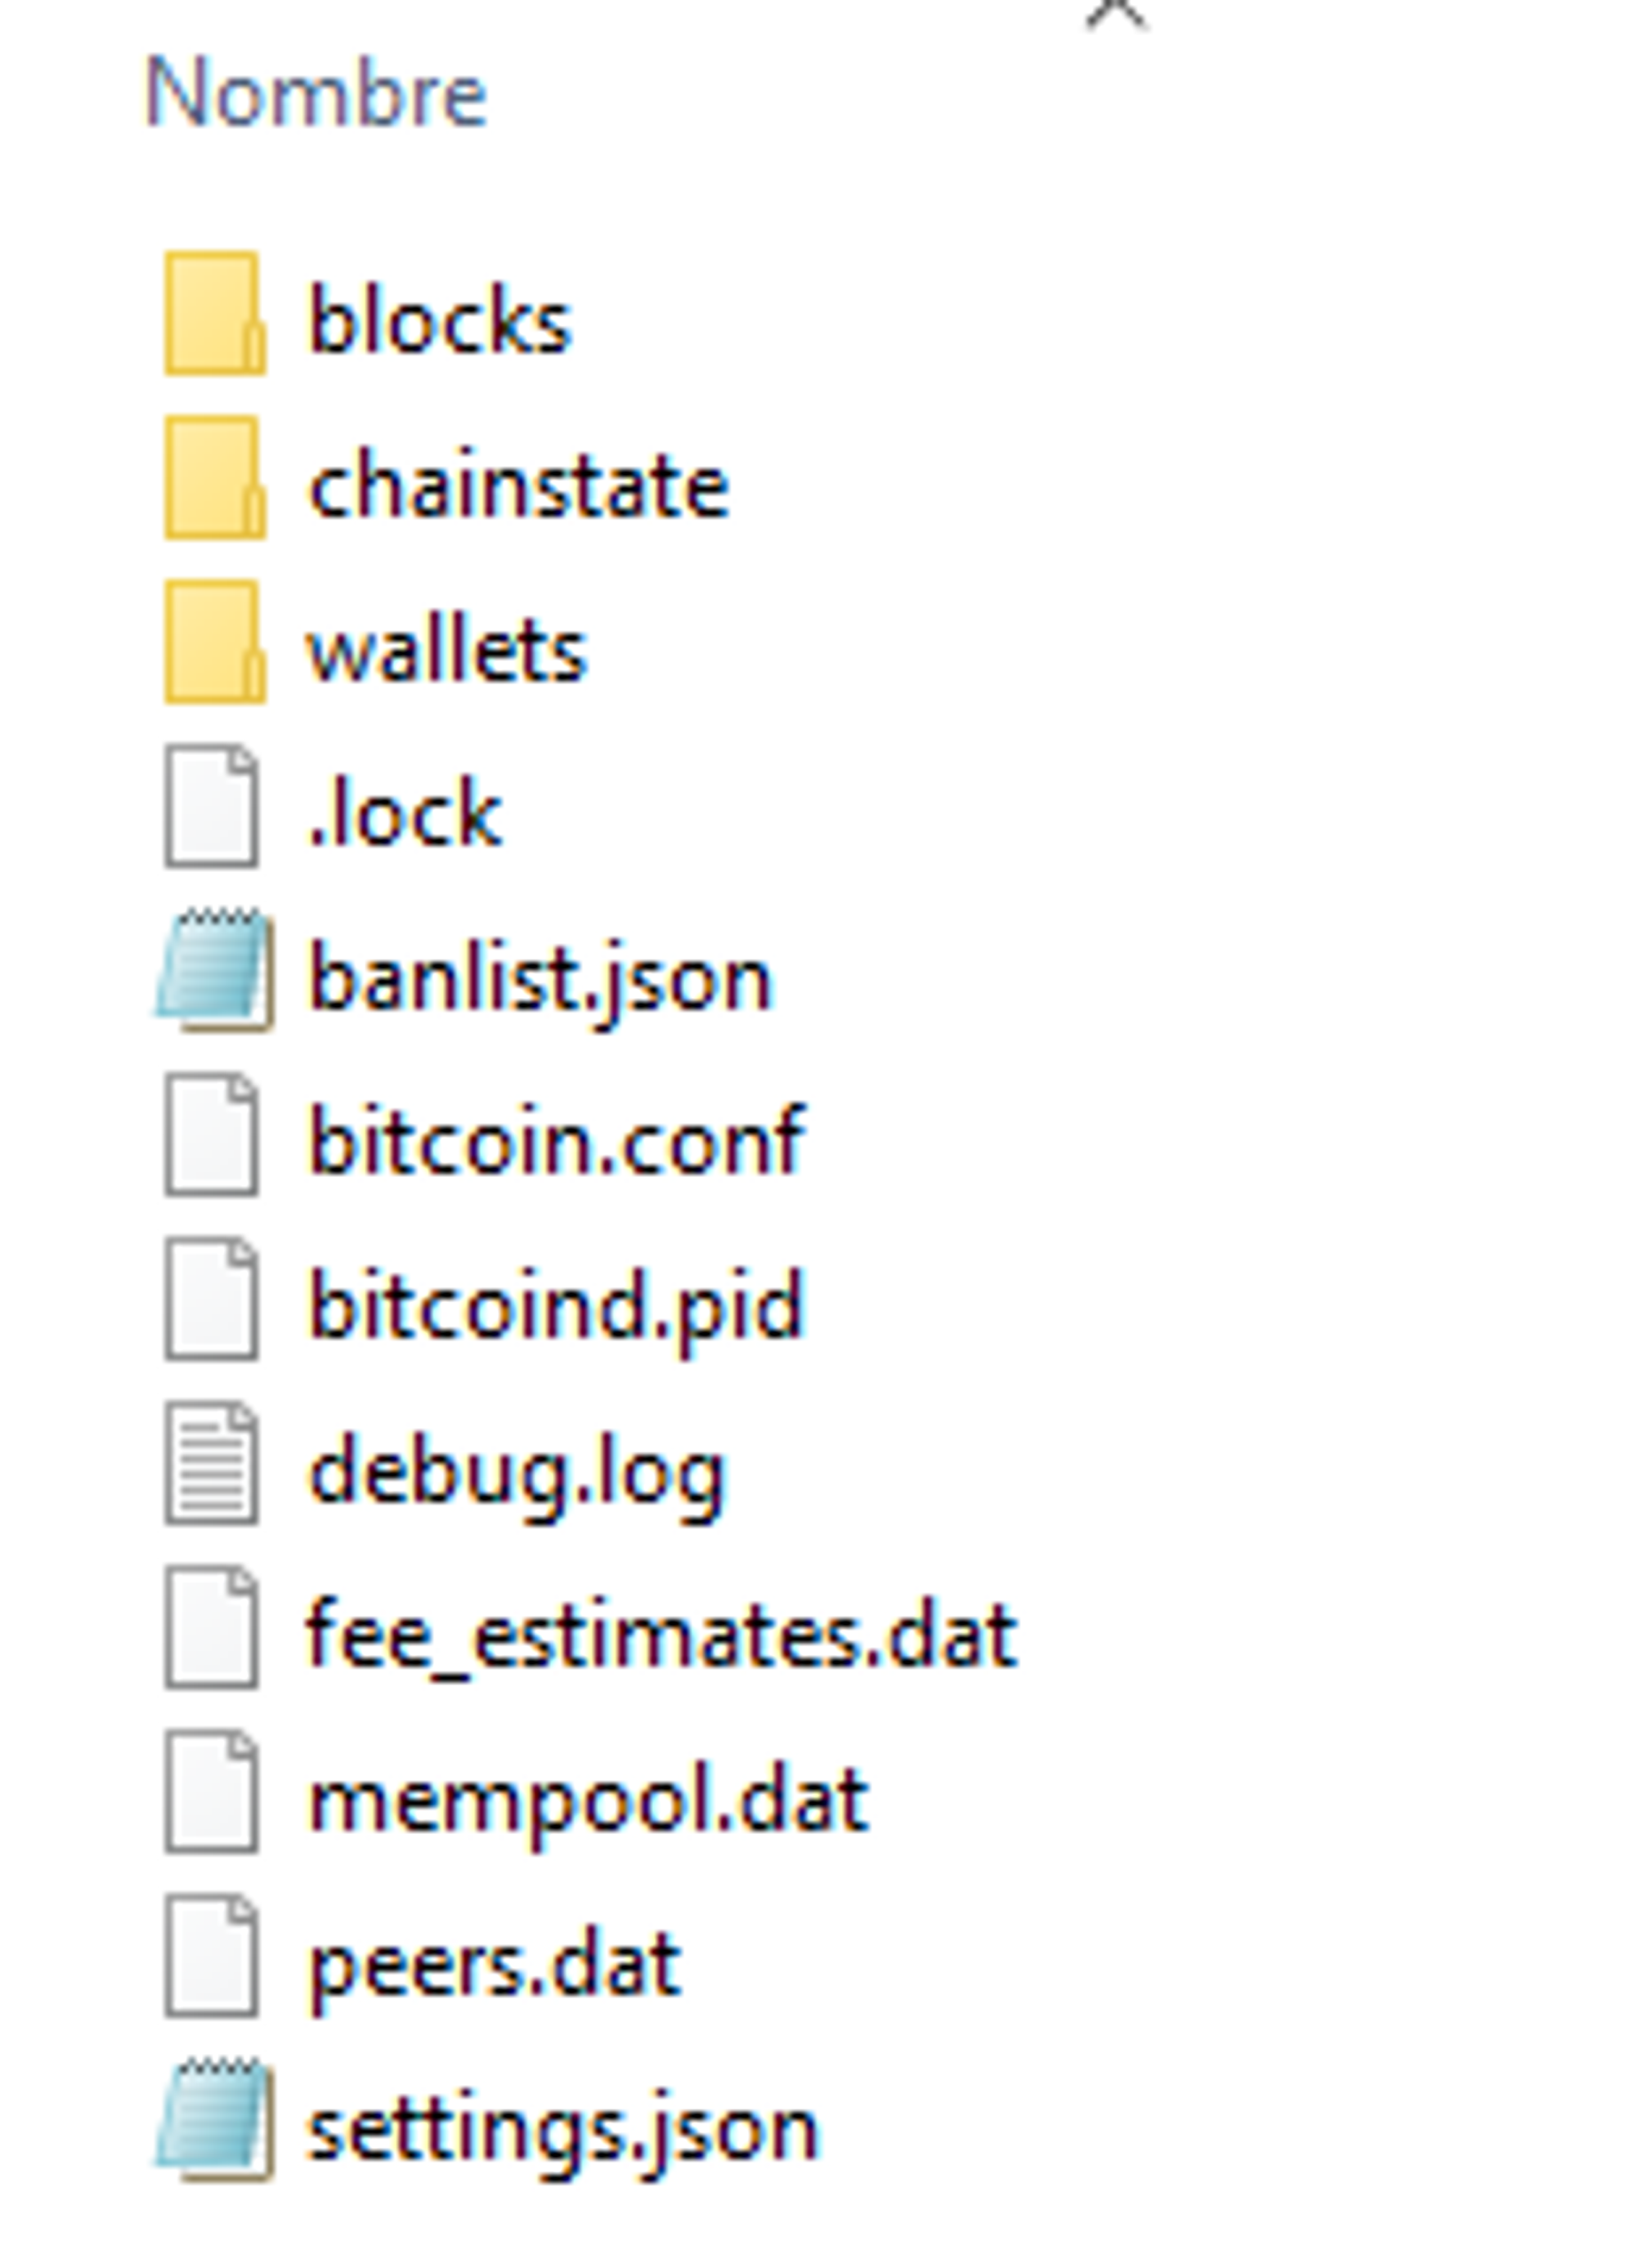 Nombre
blocks
chainstate
wallets
.lock
banlist.json
bitcoin.conf
bitcoind.pid
debug.log
fee_estimates.dat
mempool.dat
peers.dat
settings.json